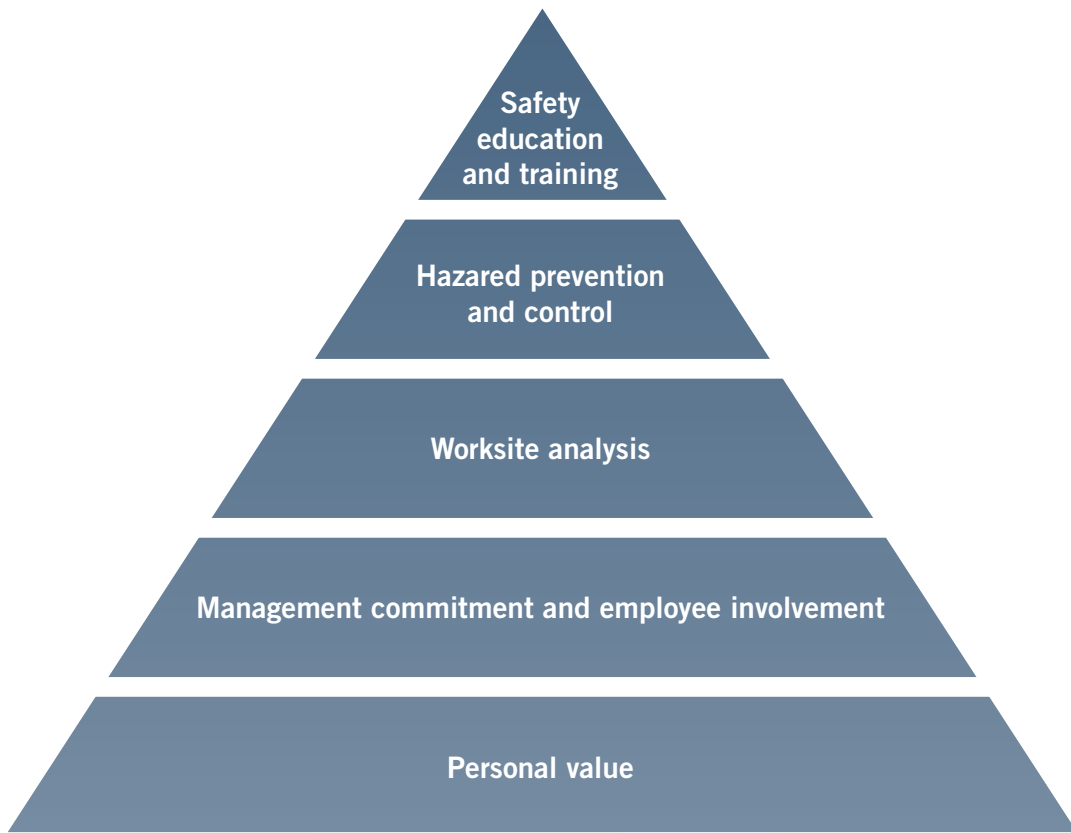 Safety
education
and training
Hazared prevention
and control
Worksite analysis
Management commitment and employee involvement
Personal value